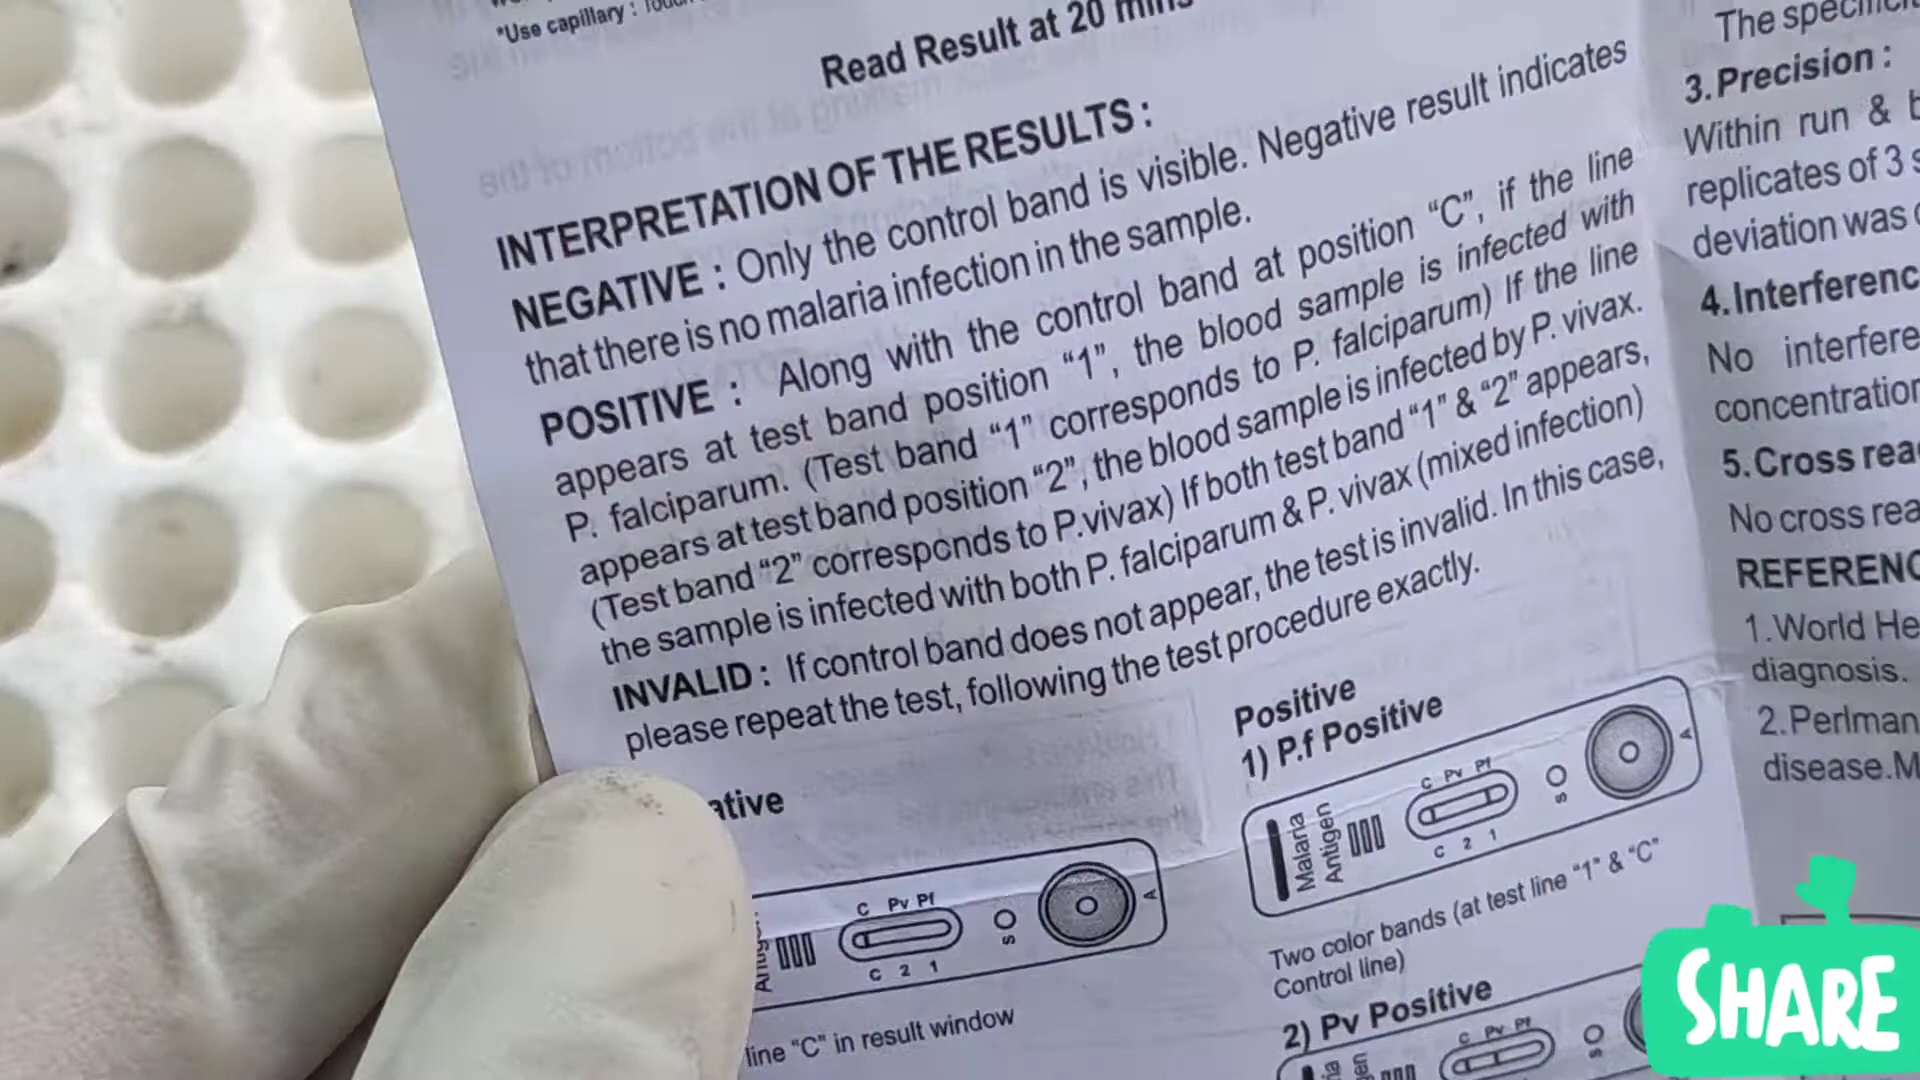 *Use capillary :
Read Result at 20 mins
INTERPRETATION OF THE RESULTS :
NEGATIVE : Only the control band is visible. Negative result indicates
that there is no malaria infection in the sample.
POSITIVE : Along with the control band at position “C”, if the line
appears at test band position “1”, the blood sample is infected with
P. falciparum. (Test band “1” corresponds to P. falciparum) If the line
appears at test band position “2”, the blood sample is infected by P. vivax.
(Test band “2” corresponds to P.vivax) If both test band “1” & “2” appears,
the sample is infected with both P. falciparum & P. vivax (mixed infection)
INVALID : If control band does not appear, the test is invalid. In this case,
please repeat the test, following the test procedure exactly.
ative
C Pv Pf
C 2 1
S
A
line “C” in result window
Positive
1) P.f Positive
Malaria
Antigen
C Pv Pf
C 2 1
S
A
Two color bands (at test line “1” & “C”
Control line)
2) Pv Positive
C Pv Pf
S
The
3.Precision :
Within run &
replicates of 3
deviation was
4.Interferenc
No interfere
concentration
5.Cross rea
No cross rea
REFERENC
1.World He
diagnosis.
2.Perlman,
disease.M
SHARE